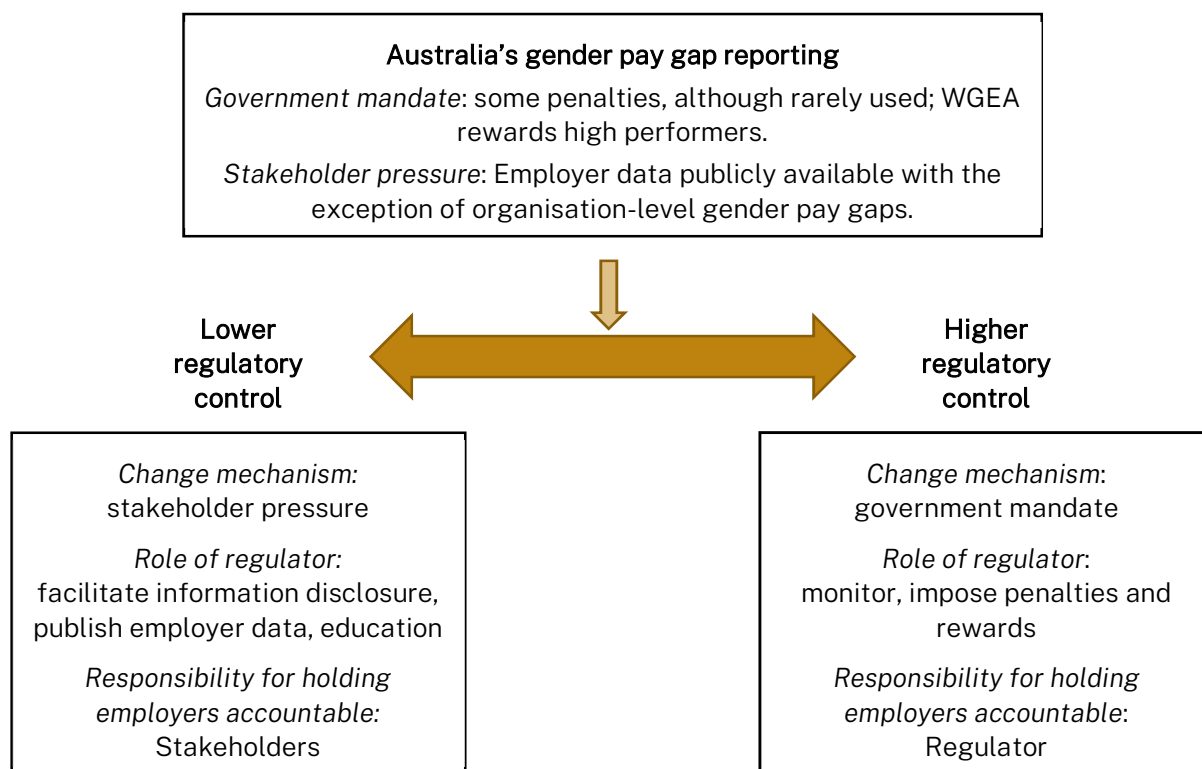 Australia's gender pay gap reporting
Government mandate: some penalties, although rarely used; WGEA
rewards high performers.
Stakeholder pressure: Employer data publicly available with the
exception of organisation-level gender pay gaps.
Lower
regulatory
control
Higher
regulatory
control
Change mechanism:
stakeholder pressure
Role of regulator:
facilitate information disclosure,
publish employer data, education
Responsibility for holding
employers accountable:
Stakeholders
Change mechanism:
government mandate
Role of regulator:
monitor, impose penalties and
rewards
Responsibility for holding
employers accountable:
Regulator